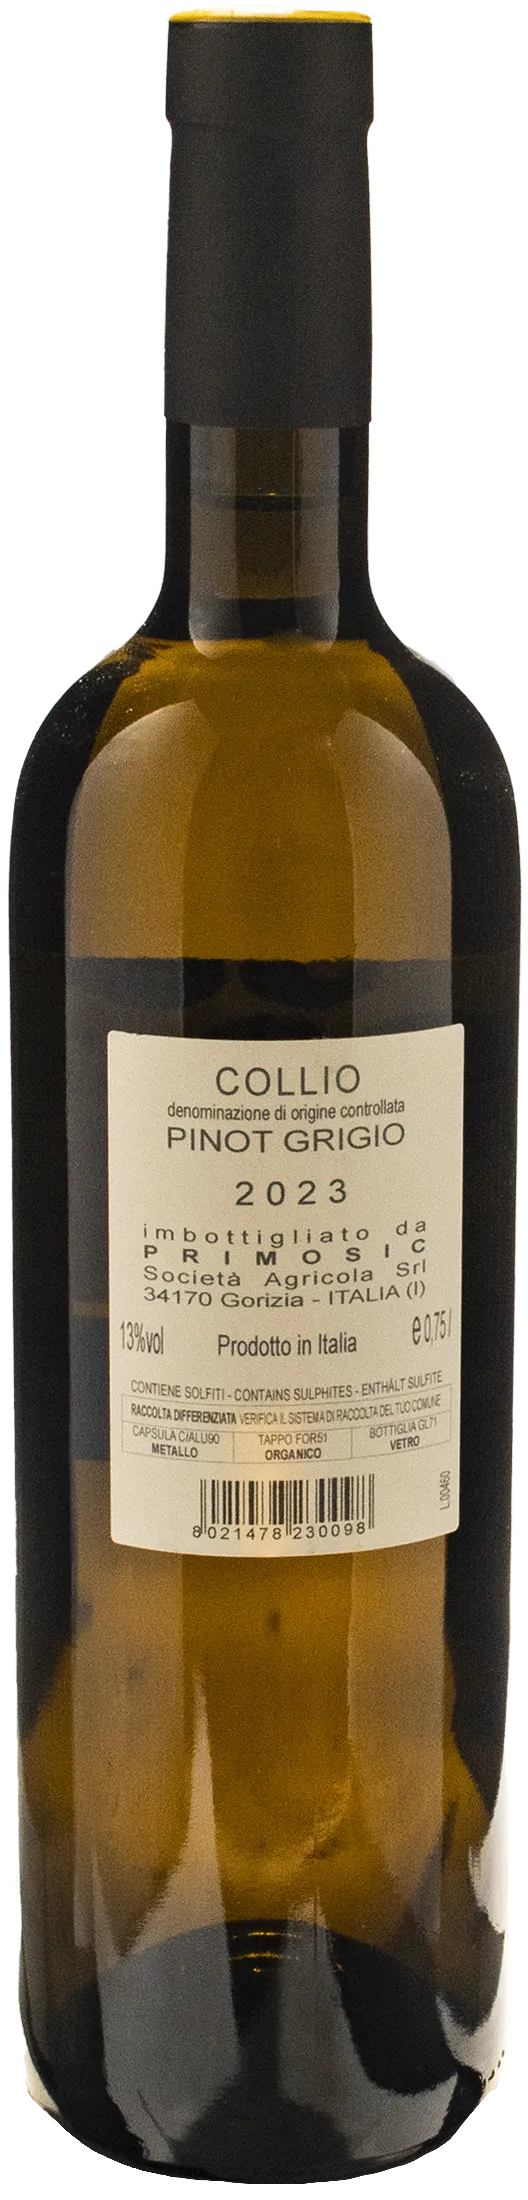 COLLIO
denominazione di origine controllata
PINOT GRIGIO
2023
imbottigliato da
PRIMOSIC
Società Agricola Srl
34170 Gorizia - ITALIA (I)
13%vol Prodotto in Italia e 0,75 l
CONTIENE SOLFITI - CONTAINS SULPHITES - ENTHÄLT SULFITE
RACCOLTA DIFFERENZIATA VERIFICA IL SISTEMA DI RACCOLTA DEL TUO COMUNE
CAPSULA C/ALU90 TAPPO FOR51 BOTTIGLIA GL71
METALLO ORGANICO VETRO
L.00460
8 021478 230098